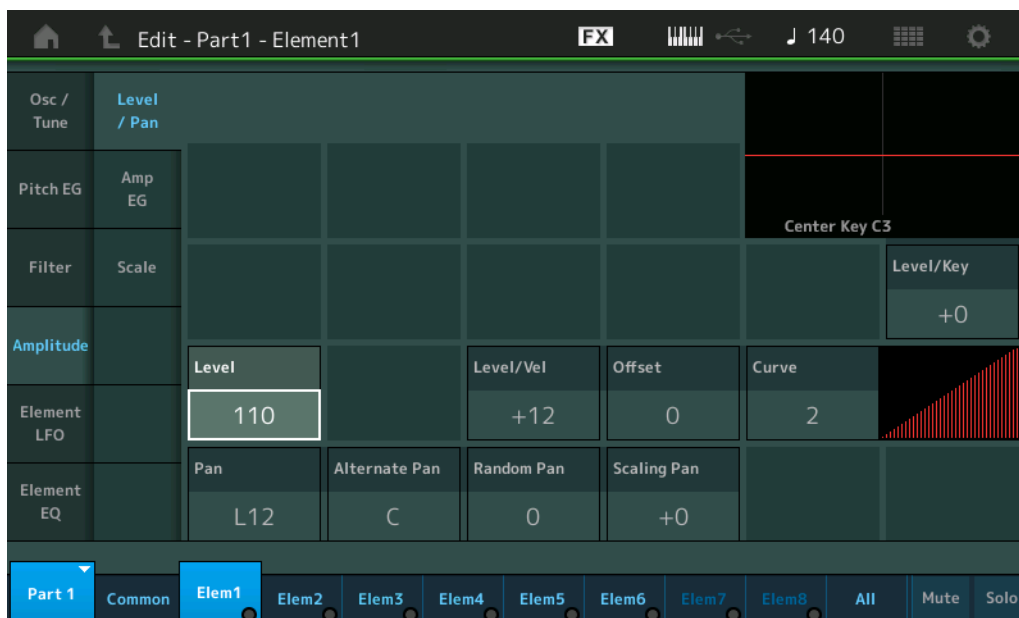 Edit - Part1 - Element1
FX
♩ 140
Osc /
Tune
Pitch EG
Filter
Amplitude
Element
LFO
Element
EQ
Level
/ Pan
Amp
EG
Scale
Center Key C3
Level/Key
+0
Level
110
Level/Vel
+12
Offset
0
Curve
2
Pan
L12
Alternate Pan
C
Random Pan
0
Scaling Pan
+0
Part 1
Common
Elem1
Elem2
Elem3
Elem4
Elem5
Elem6
Elem7
Elem8
All
Mute
Solo